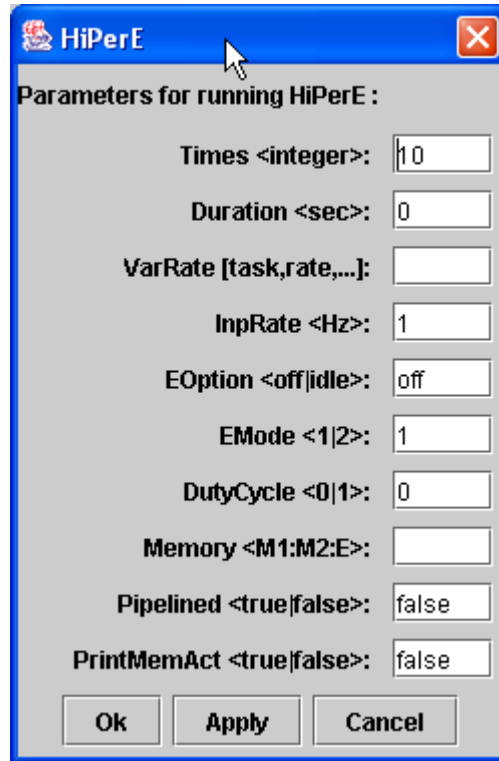 HiPerE
Parameters for running HiPerE :
Times <integer>: 10
Duration <sec>: 0
VarRate [task,rate,...]:
InpRate <Hz>: 1
EOption <off|idle>: off
EMode <1|2>: 1
DutyCycle <0|1>: 0
Memory <M1:M2:E>:
Pipelined <true|false>: false
PrintMemAct <true|false>: false
Ok Apply Cancel